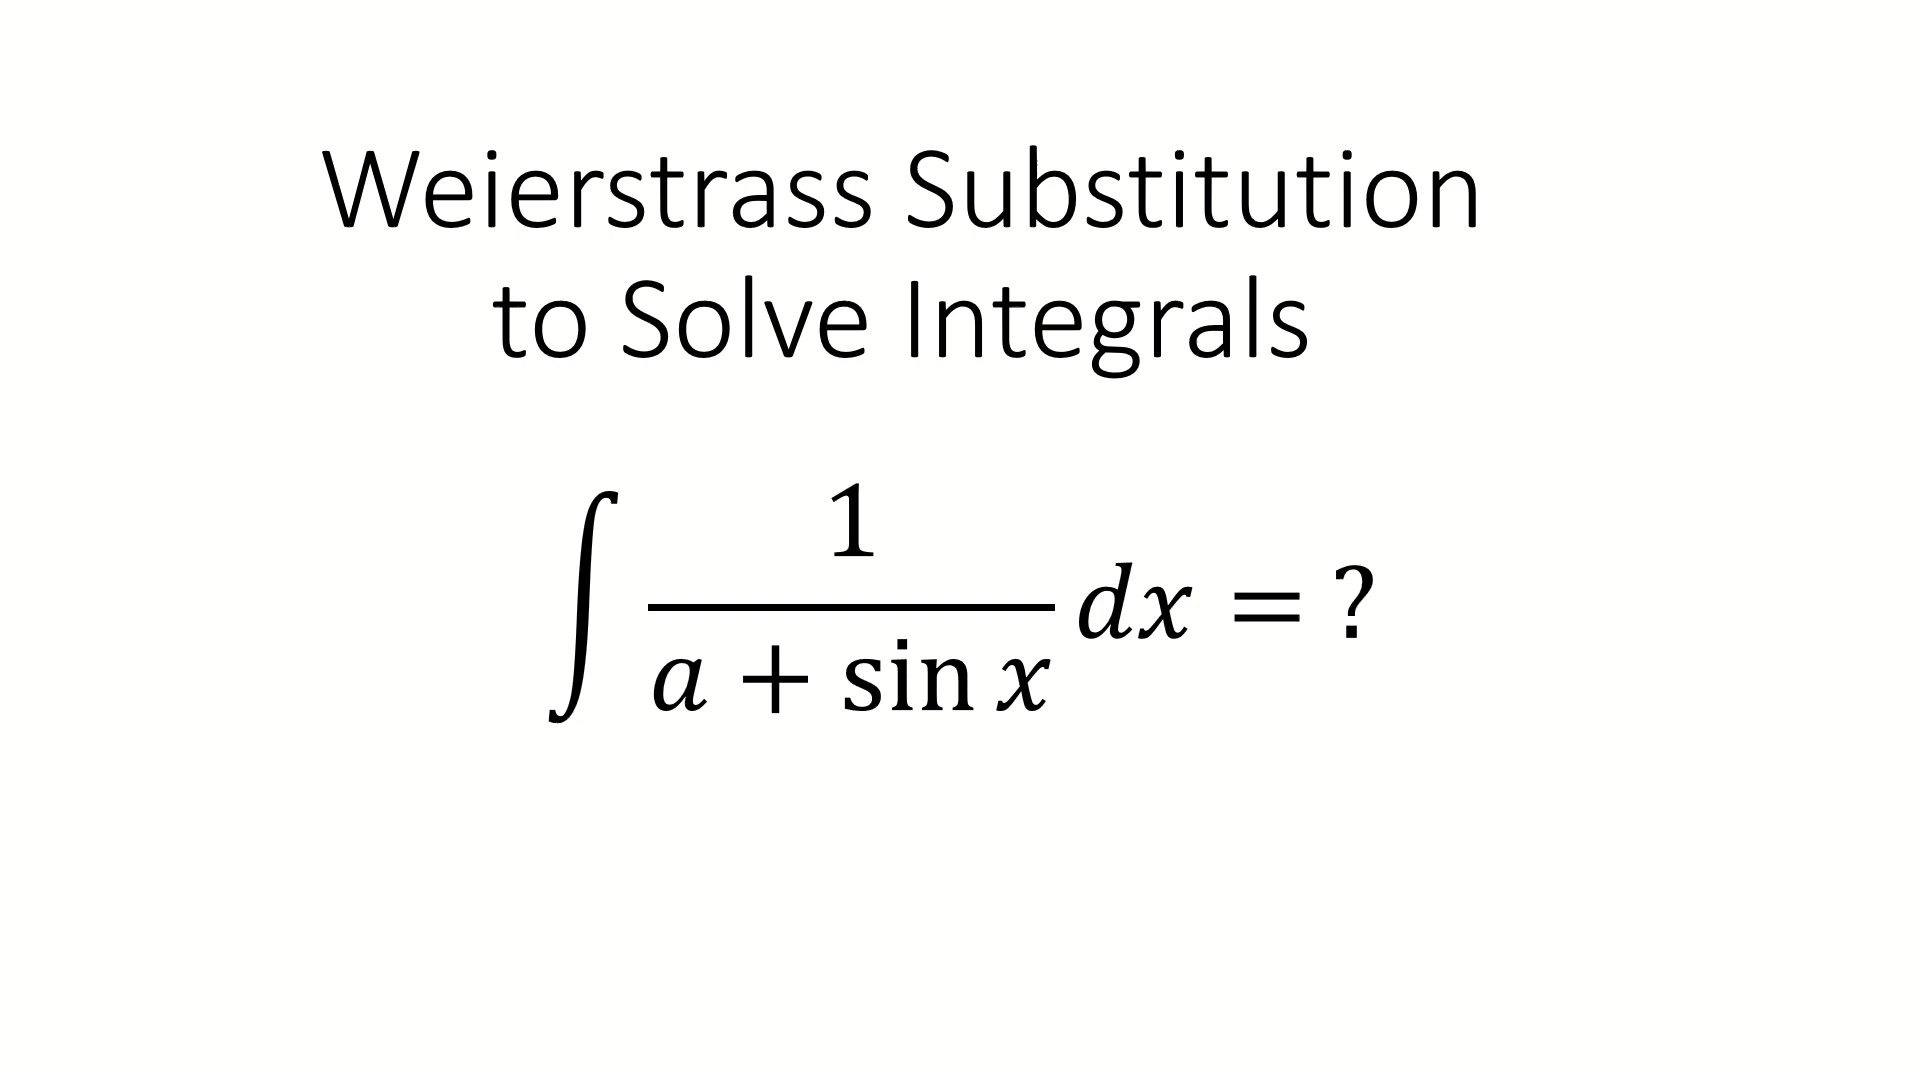 Weierstrass Substitution
to Solve Integrals
∫ 1/(a + sin x) dx = ?